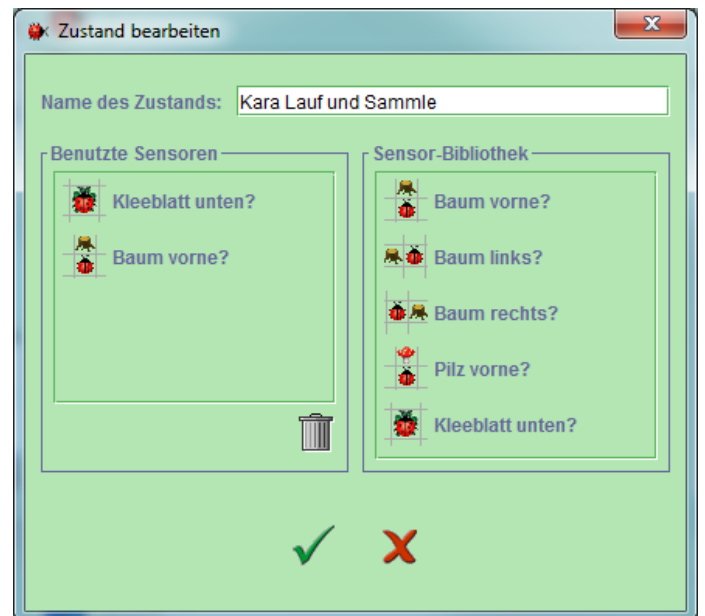 Zustand bearbeiten
Name des Zustands: Kara Lauf und Sammle
Benutzte Sensoren
Kleeblatt unten?
Baum vorne?
Sensor-Bibliothek
Baum vorne?
Baum links?
Baum rechts?
Pilz vorne?
Kleeblatt unten?